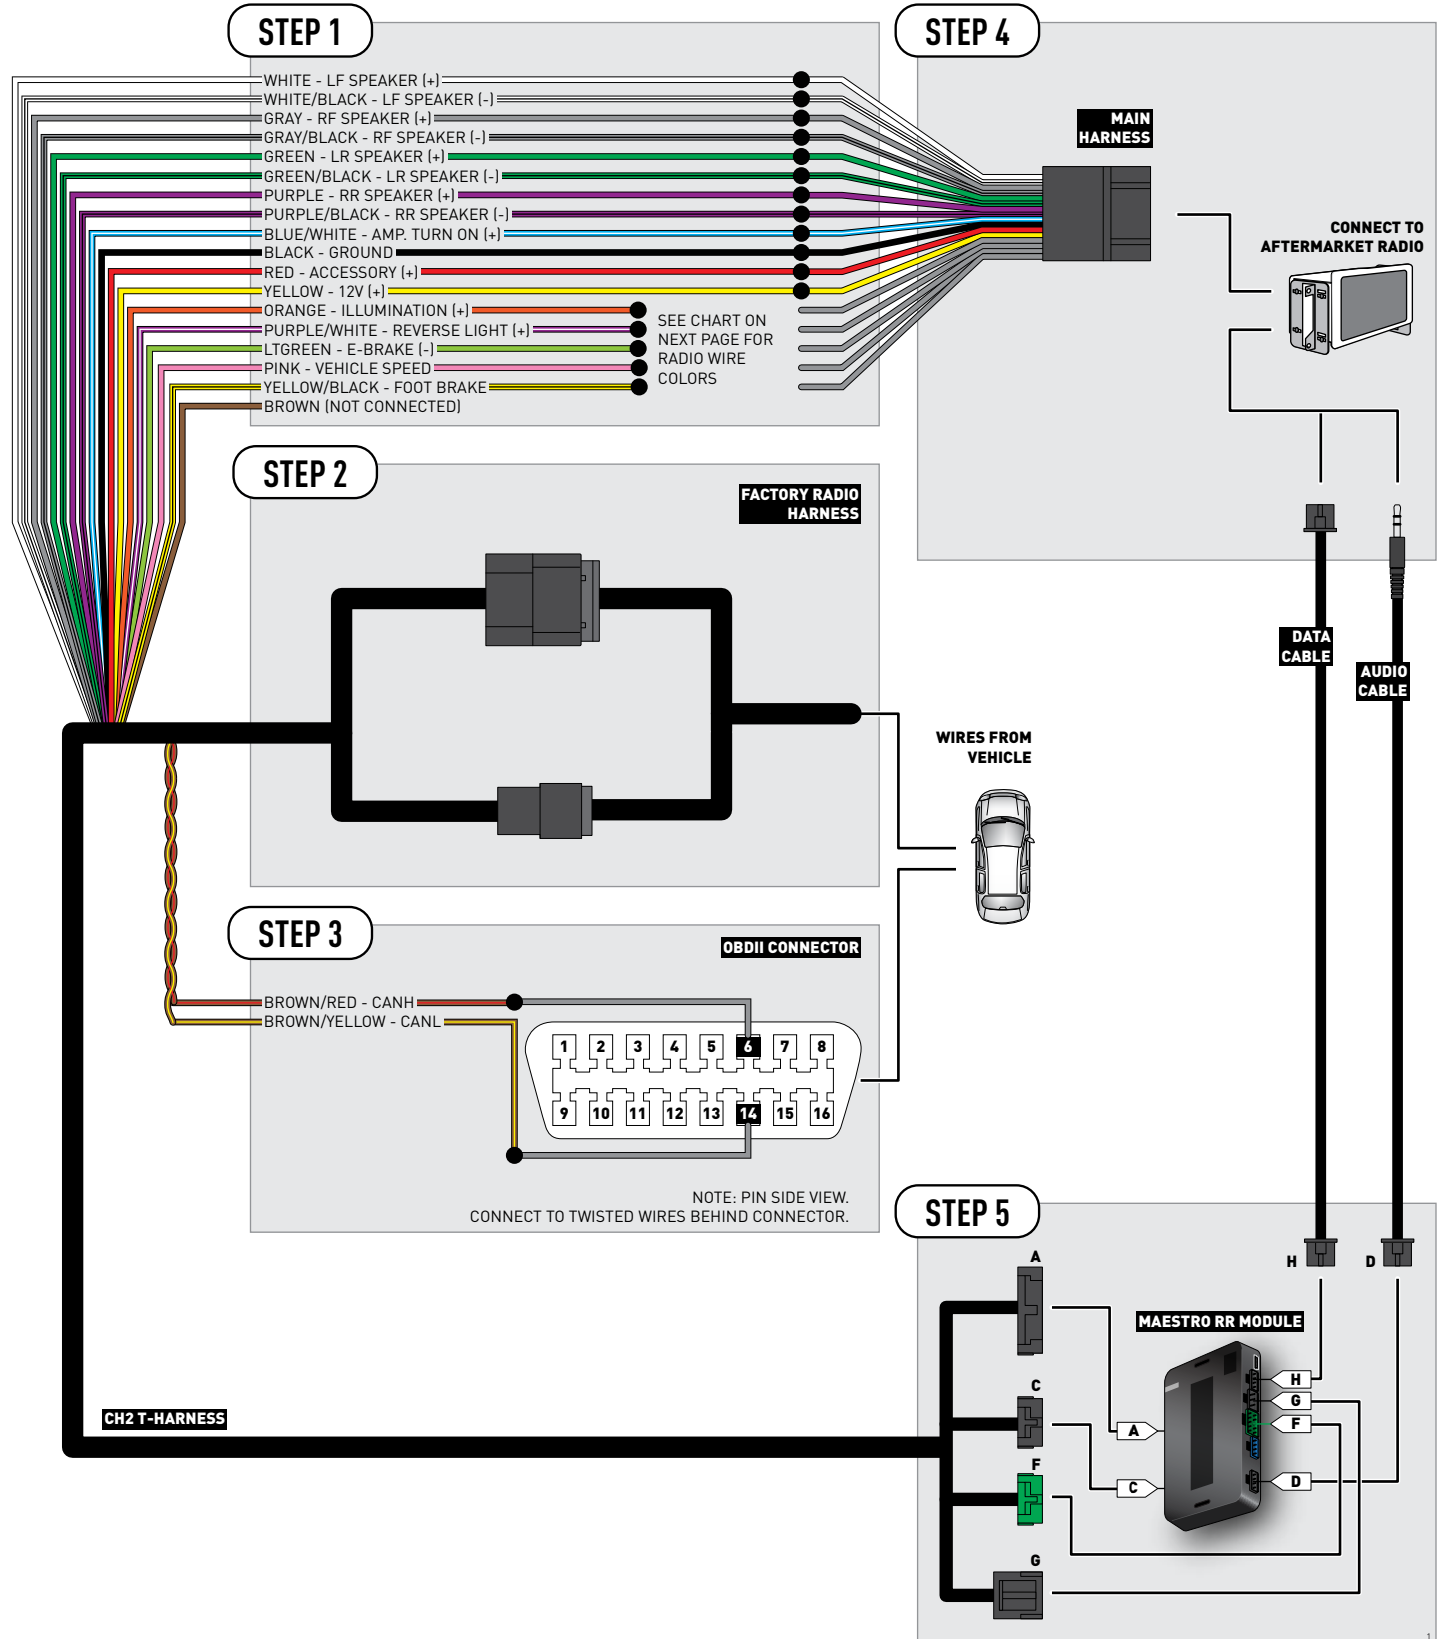 STEP 1
WHITE - LF SPEAKER (+)
WHITE/BLACK - LF SPEAKER (-)
GRAY - RF SPEAKER (+)
GRAY/BLACK - RF SPEAKER (-)
GREEN - LR SPEAKER (+)
GREEN/BLACK - LR SPEAKER (-)
PURPLE - RR SPEAKER (+)
PURPLE/BLACK - RR SPEAKER (-)
BLUE/WHITE - AMP. TURN ON (+)
BLACK - GROUND
RED - ACCESSORY (+)
YELLOW - 12V (+)
ORANGE - ILLUMINATION (+)
PURPLE/WHITE - REVERSE LIGHT (+)
LTGREEN - E-BRAKE (-)
PINK - VEHICLE SPEED
YELLOW/BLACK - FOOT BRAKE
BROWN (NOT CONNECTED)
SEE CHART ON
NEXT PAGE FOR
RADIO WIRE
COLORS
STEP 4
MAIN
HARNESS
CONNECT TO
AFTERMARKET RADIO
DATA
CABLE
AUDIO
CABLE
STEP 2
FACTORY RADIO
HARNESS
WIRES FROM
VEHICLE
STEP 3
OBDII CONNECTOR
BROWN/RED - CANH
BROWN/YELLOW - CANL
1 2 3 4 5 6 7 8
9 10 11 12 13 14 15 16
NOTE: PIN SIDE VIEW.
CONNECT TO TWISTED WIRES BEHIND CONNECTOR.
CH2 T-HARNESS
STEP 5
H
D
A
C
F
G
MAESTRO RR MODULE
H
G
F
D
A
C
1